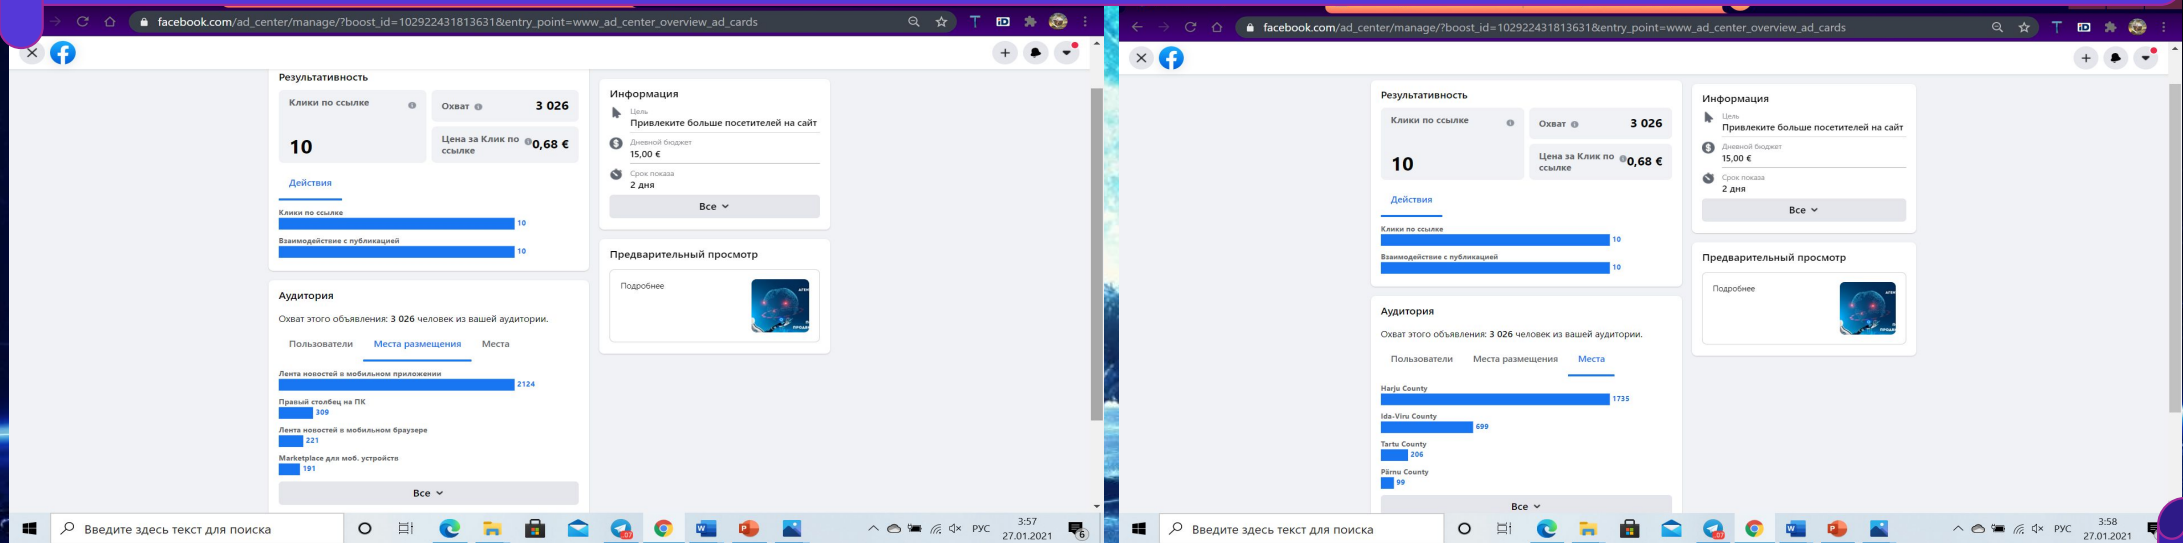 facebook.com/ad_center/manage/?boost_id=102922431813631&entry_point=www_ad_center_overview_ad_cards
Результативность
Клики по ссылке
10
Охват
3 026
Цена за Клик по ссылке
0,68 €
Действия
Клики по ссылке
10
Взаимодействие с публикацией
10
Аудитория
Охват этого объявления: 3 026 человек из вашей аудитории.
Пользователи Места размещения Места
Лента новостей в мобильном приложении
2124
Правый столбец на ПК
309
Лента новостей в мобильном браузере
221
Marketplace для моб. устройств
191
Все
Информация
Цель
Привлеките больше посетителей на сайт
Дневной бюджет
15,00 €
Срок показа
2 дня
Все
Предварительный просмотр
Подробнее
Введите здесь текст для поиска
РУС
3:57
27.01.2021
6
facebook.com/ad_center/manage/?boost_id=102922431813631&entry_point=www_ad_center_overview_ad_cards
Результативность
Клики по ссылке
10
Охват
3 026
Цена за Клик по ссылке
0,68 €
Действия
Клики по ссылке
10
Взаимодействие с публикацией
10
Аудитория
Охват этого объявления: 3 026 человек из вашей аудитории.
Пользователи Места размещения Места
Harju County
1735
Ida-Viru County
699
Tartu County
206
Pärnu County
99
Все
Информация
Цель
Привлеките больше посетителей на сайт
Дневной бюджет
15,00 €
Срок показа
2 дня
Все
Предварительный просмотр
Подробнее
Введите здесь текст для поиска
РУС
3:58
27.01.2021